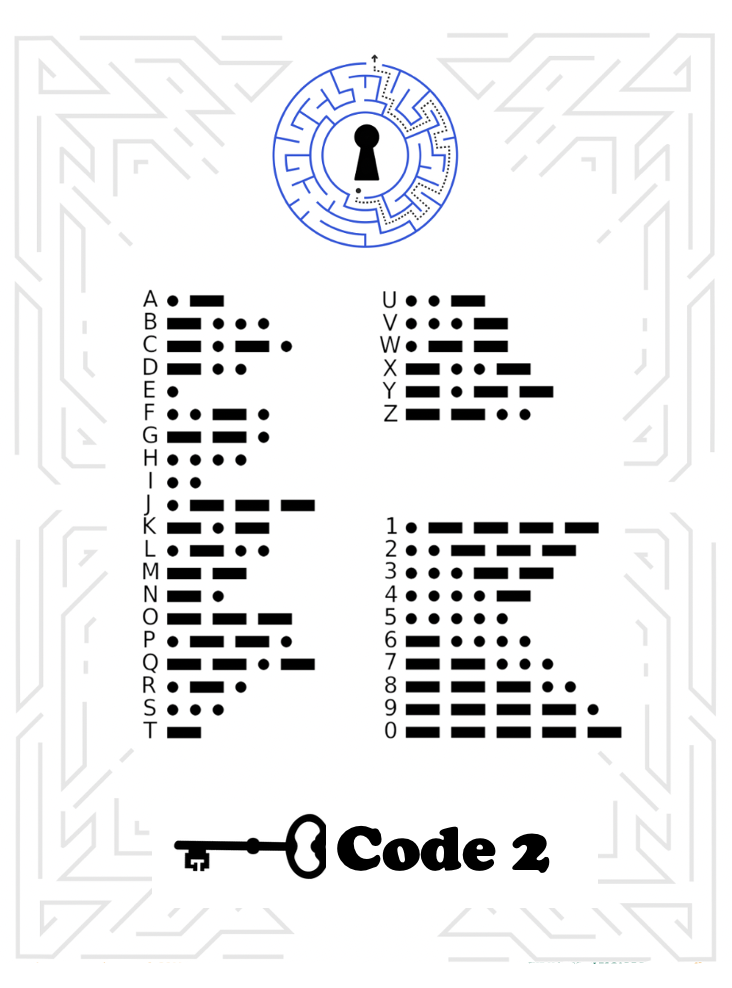 A ● ▬
B ▬ ● ● ●
C ▬ ● ▬ ●
D ▬ ● ●
E ●
F ● ● ▬ ●
G ▬ ▬ ●
H ● ● ● ●
I ● ●
J ● ▬ ▬ ▬
K ▬ ● ▬
L ● ▬ ● ●
M ▬ ▬
N ▬ ●
O ▬ ▬ ▬
P ● ▬ ▬ ●
Q ▬ ▬ ● ▬
R ● ▬ ●
S ● ● ●
T ▬
U ● ● ▬
V ● ● ● ▬
W ● ▬ ▬
X ▬ ● ● ▬
Y ▬ ● ▬ ▬
Z ▬ ▬ ● ●
1 ● ▬ ▬ ▬ ▬
2 ● ● ▬ ▬ ▬
3 ● ● ● ▬ ▬
4 ● ● ● ● ▬
5 ● ● ● ● ●
6 ▬ ● ● ● ●
7 ▬ ▬ ● ● ●
8 ▬ ▬ ▬ ● ●
9 ▬ ▬ ▬ ▬ ●
0 ▬ ▬ ▬ ▬ ▬
Code 2